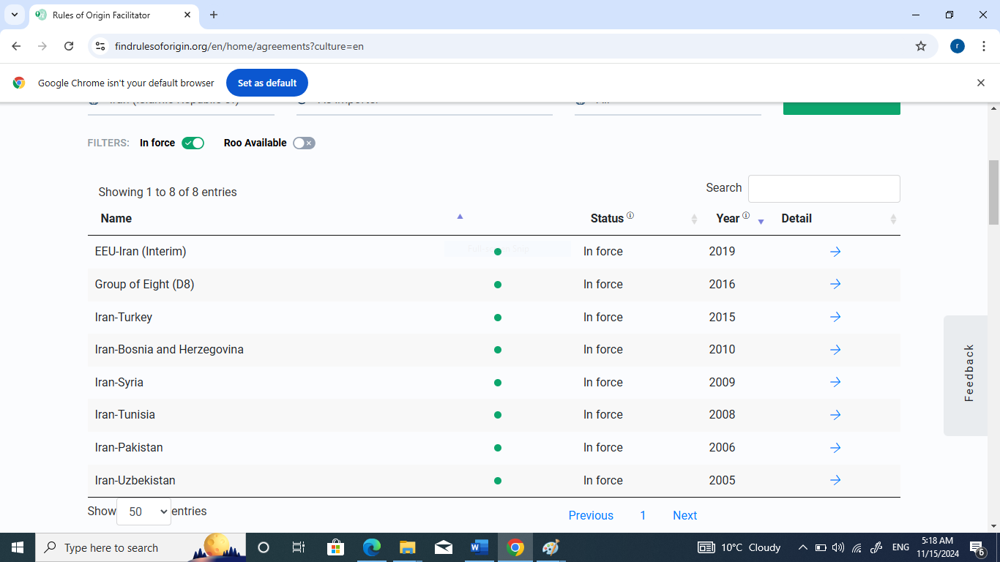 Rules of Origin Facilitator
findrulesoforigin.org/en/home/agreements?culture=en
r
Google Chrome isn't your default browser
Set as default
FILTERS: In force Roo Available
Showing 1 to 8 of 8 entries
Search
Name Status Year Detail
EEU-Iran (Interim) In force 2019
Group of Eight (D8) In force 2016
Iran-Turkey In force 2015
Iran-Bosnia and Herzegovina In force 2010
Iran-Syria In force 2009
Iran-Tunisia In force 2008
Iran-Pakistan In force 2006
Iran-Uzbekistan In force 2005
Feedback
Show 50 entries
Previous 1 Next
Type here to search
10°C Cloudy
ENG
5:18 AM
11/15/2024
6